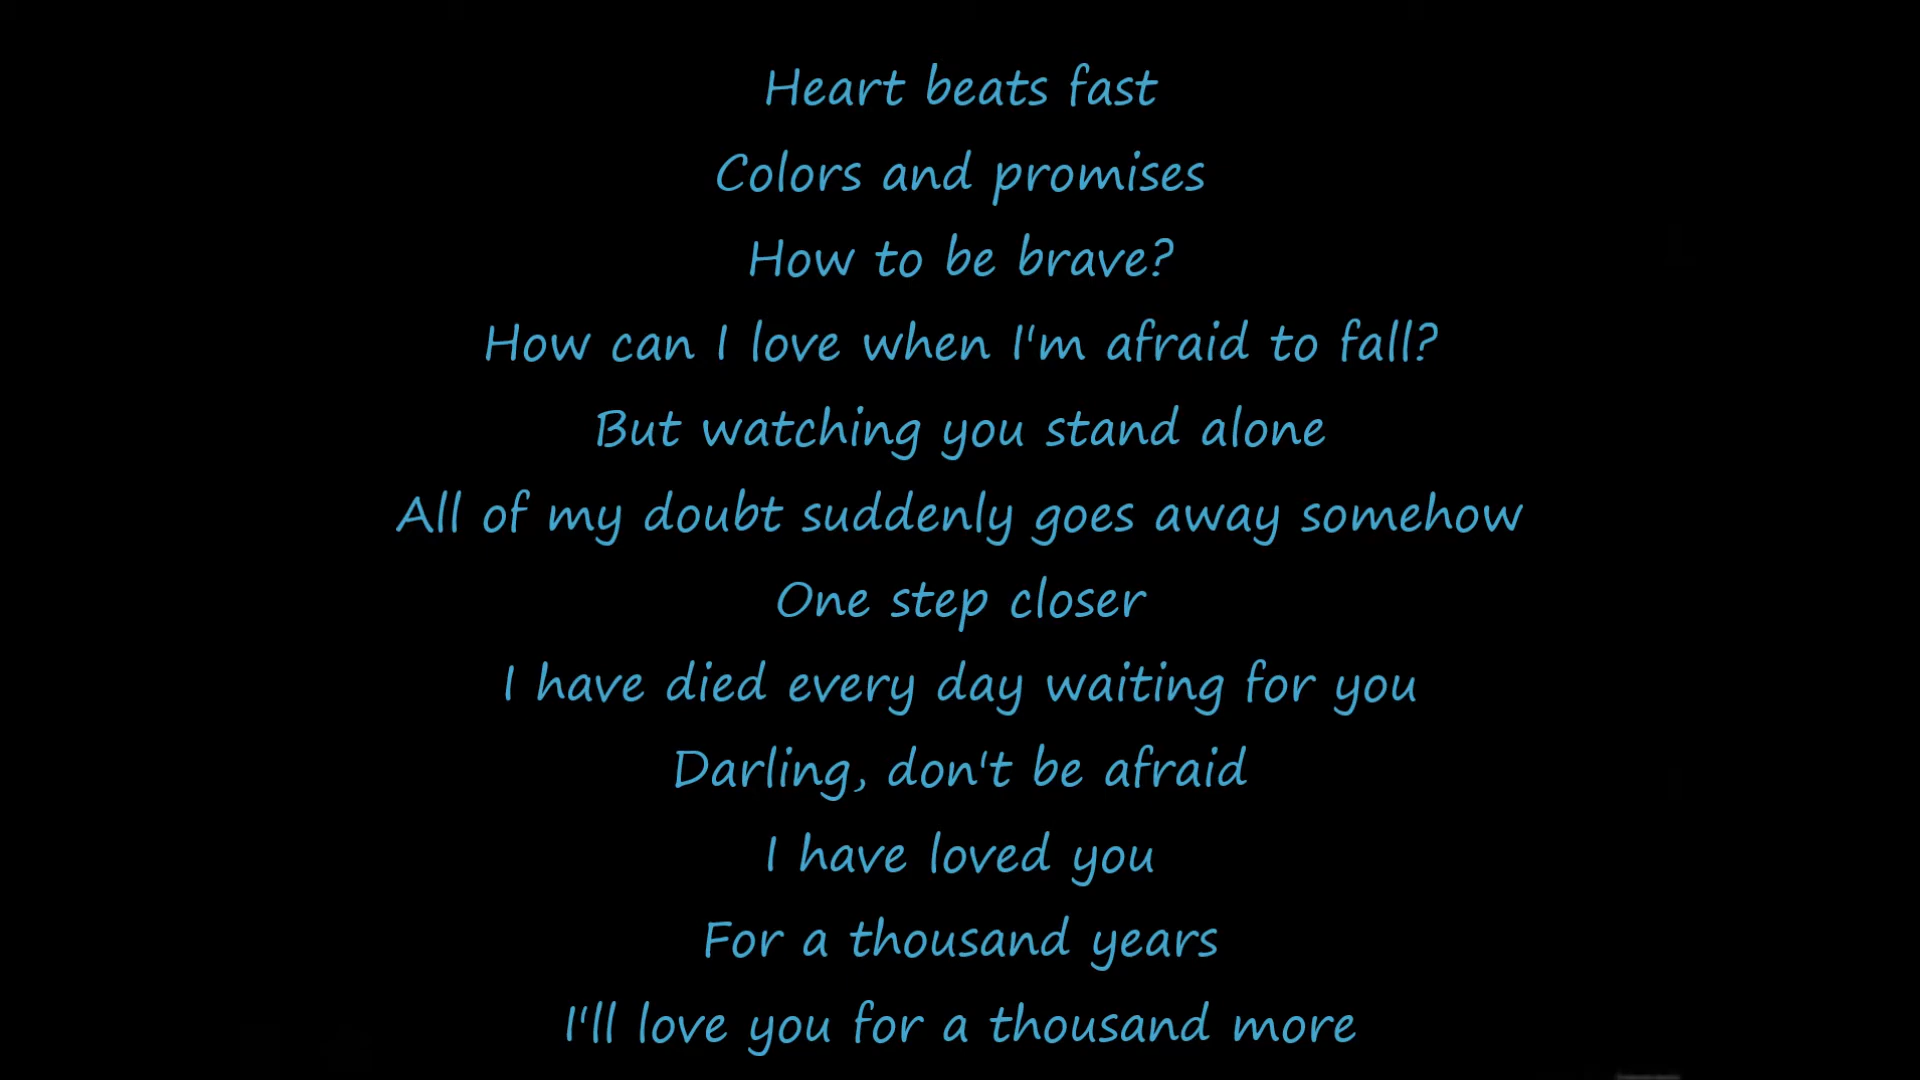 Heart beats fast
Colors and promises
How to be brave?
How can I love when I'm afraid to fall?
But watching you stand alone
All of my doubt suddenly goes away somehow
One step closer
I have died every day waiting for you
Darling, don't be afraid
I have loved you
For a thousand years
I'll love you for a thousand more